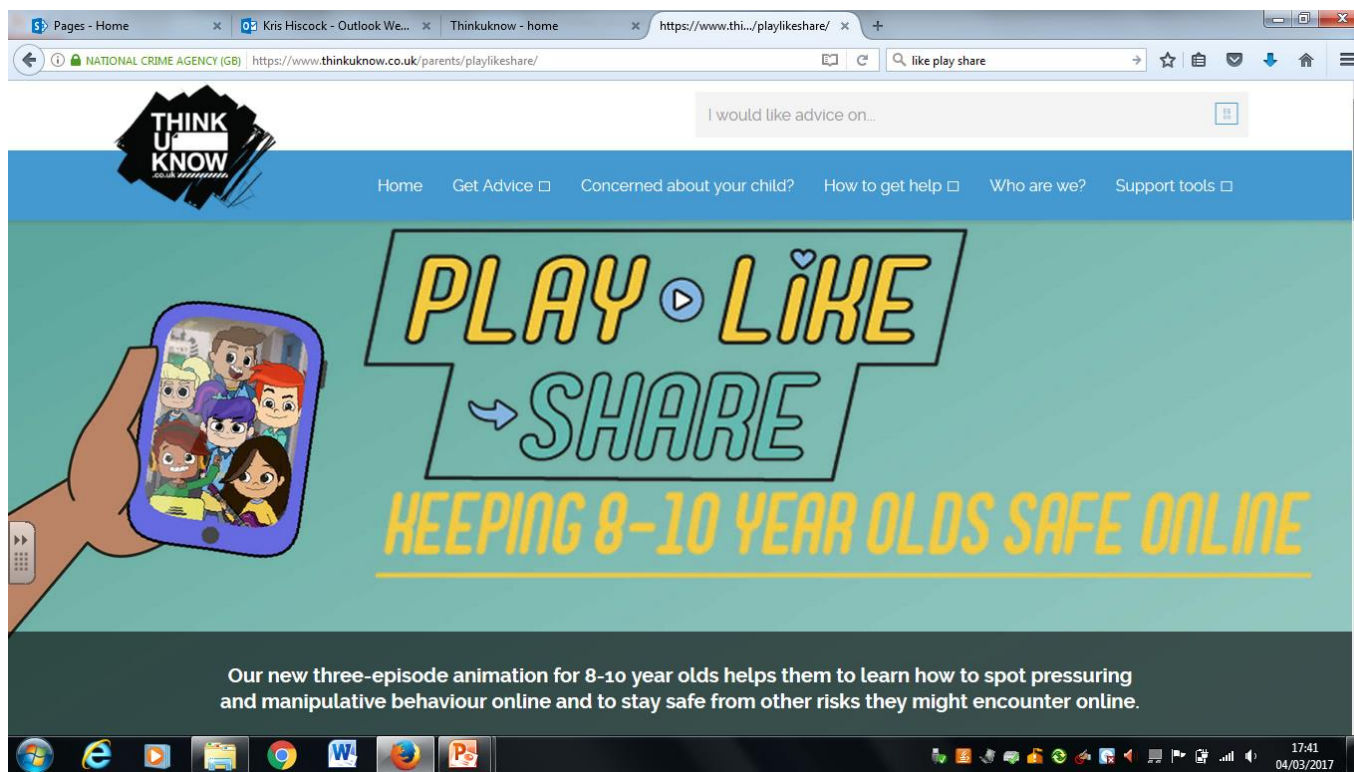 Pages - Home
Kris Hiscock - Outlook We...
Thinkuknow - home
https://www.thi.../playlikeshare/
NATIONAL CRIME AGENCY (GB)
https://www.thinkuknow.co.uk/parents/playlikeshare/
like play share
THINK
U
KNOW
.co.uk
I would like advice on...
Home
Get Advice
Concerned about your child?
How to get help
Who are we?
Support tools
PLAY LiKE
SHARE
KEEPING 8-10 YEAR OLDS SAFE ONLINE
Our new three-episode animation for 8-10 year olds helps them to learn how to spot pressuring
and manipulative behaviour online and to stay safe from other risks they might encounter online.
17:41
04/03/2017